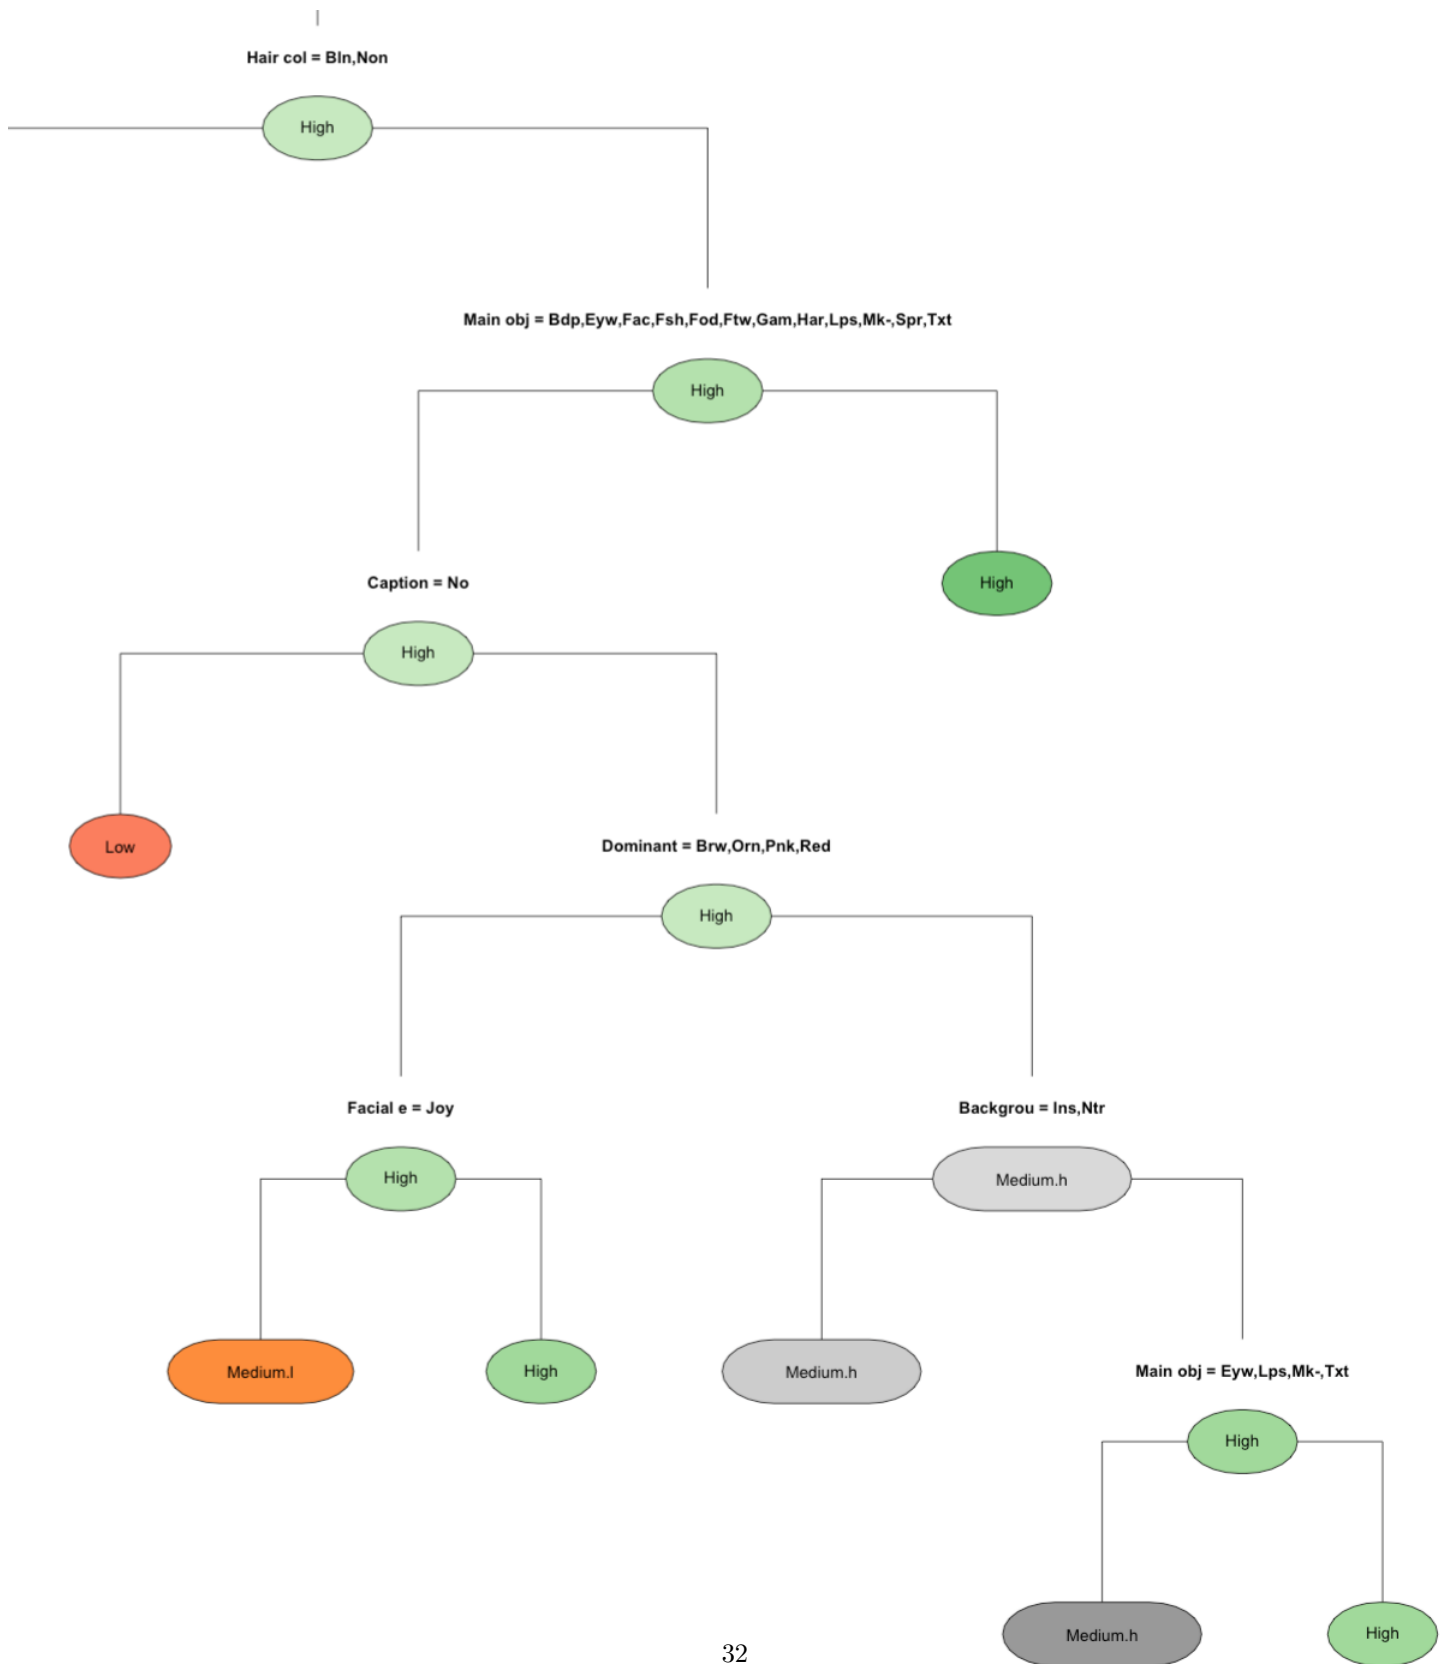 Hair col = Bln,Non
High
Main obj = Bdp,Eyw,Fac,Fsh,Fod,Ftw,Gam,Har,Lps,Mk-,Spr,Txt
High
Caption = No
High
High
Low
Dominant = Brw,Orn,Pnk,Red
High
Facial e = Joy
Backgrou = Ins,Ntr
High
Medium.h
Medium.l
High
Medium.h
Main obj = Eyw,Lps,Mk-,Txt
High
Medium.h
High
32